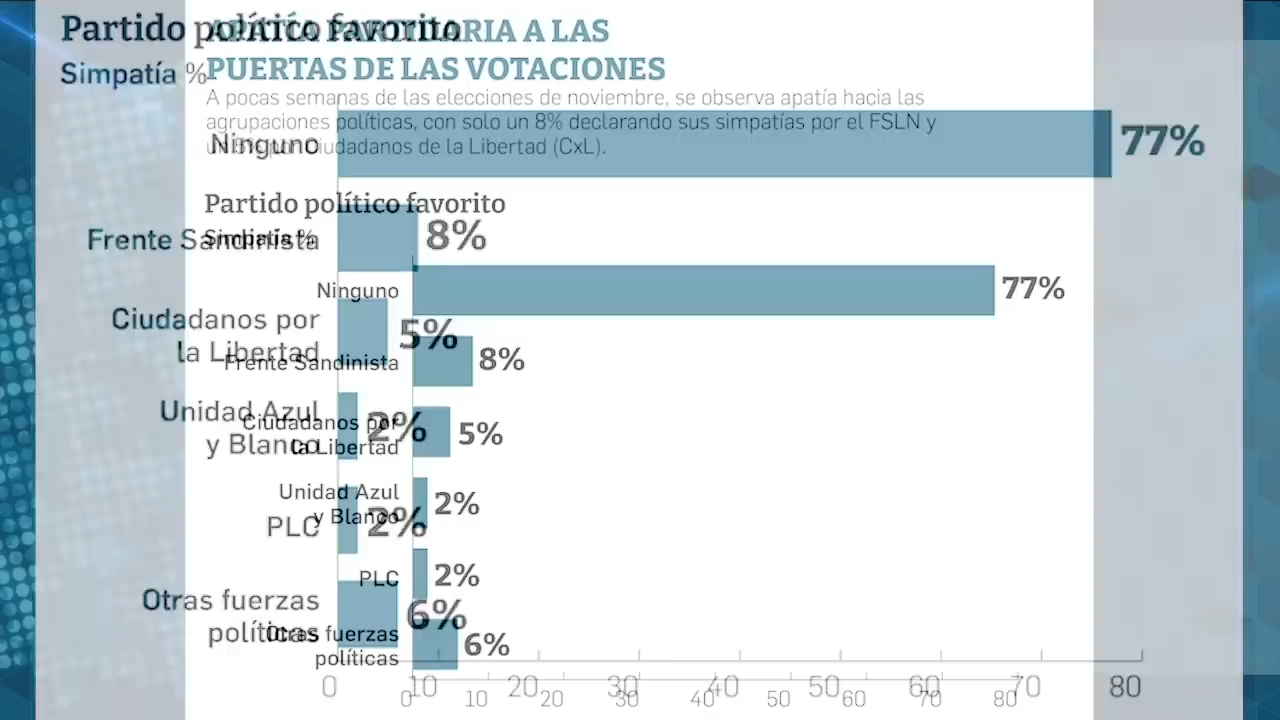 Partido político favorito
Simpatía %
Ninguno
77%
Frente Sandinista
8%
Ciudadanos por
la Libertad
5%
Unidad Azul
y Blanco
2%
PLC
2%
Otras fuerzas
políticas
6%
0 10 20 30 40 50 60 70 80
APATÍA PARTIDARIA A LAS
PUERTAS DE LAS VOTACIONES
A pocas semanas de las elecciones de noviembre, se observa apatía hacia las
agrupaciones políticas, con solo un 8% declarando sus simpatías por el FSLN y
un 5% por Ciudadanos de la Libertad (CxL).
Partido político favorito
Simpatía %
Ninguno
77%
Frente Sandinista
8%
Ciudadanos por
la Libertad
5%
Unidad Azul
y Blanco
2%
PLC
2%
Otras fuerzas
políticas
6%
0 10 20 30 40 50 60 70 80